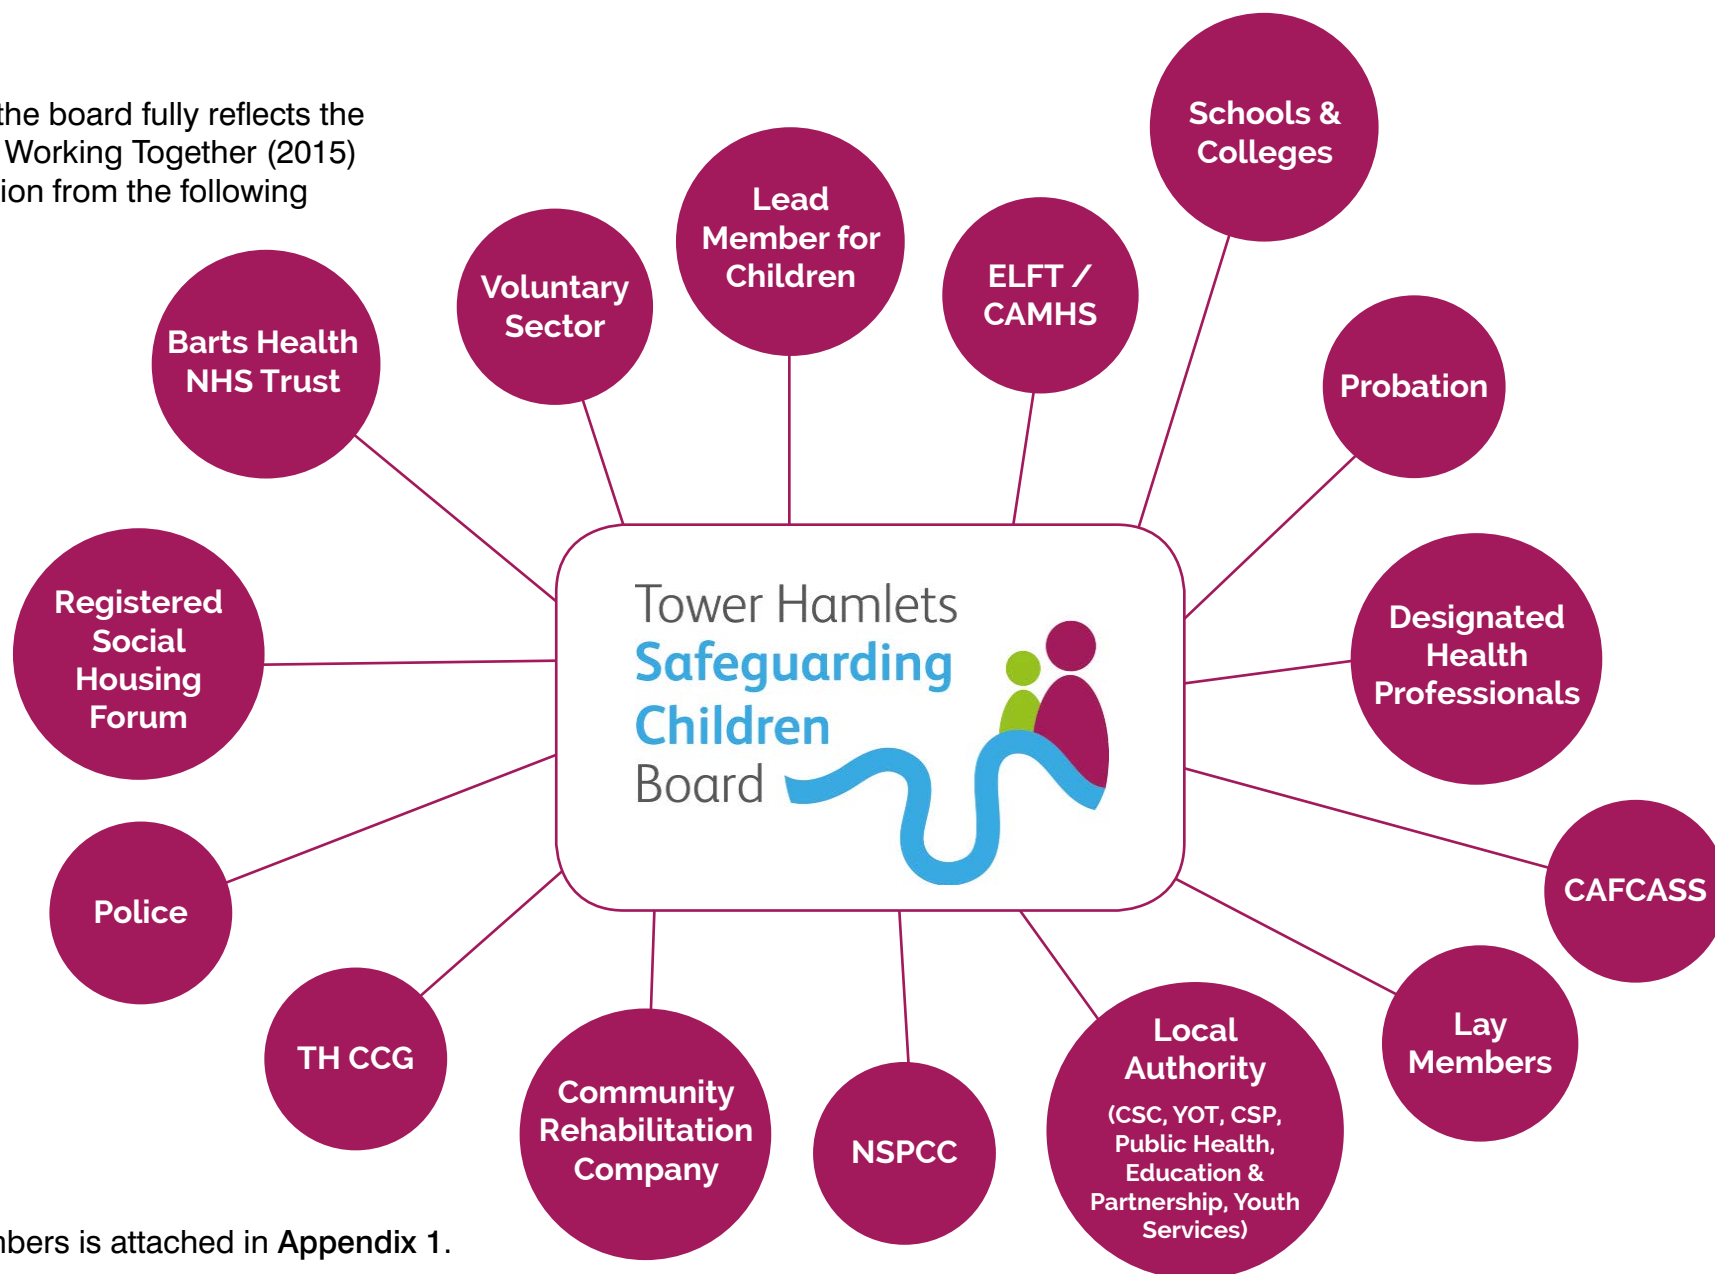 the board fully reflects the
Working Together (2015)
ion from the following
Schools &
Colleges
Lead
Member for
Children
ELFT /
CAMHS
Voluntary
Sector
Barts Health
NHS Trust
Probation
Registered
Social
Housing
Forum
Tower Hamlets
Safeguarding
Children
Board
Designated
Health
Professionals
Police
CAFCASS
TH CCG
Community
Rehabilitation
Company
NSPCC
Local
Authority
(CSC, YOT, CSP,
Public Health,
Education &
Partnership, Youth
Services)
Lay
Members
nbers is attached in Appendix 1.